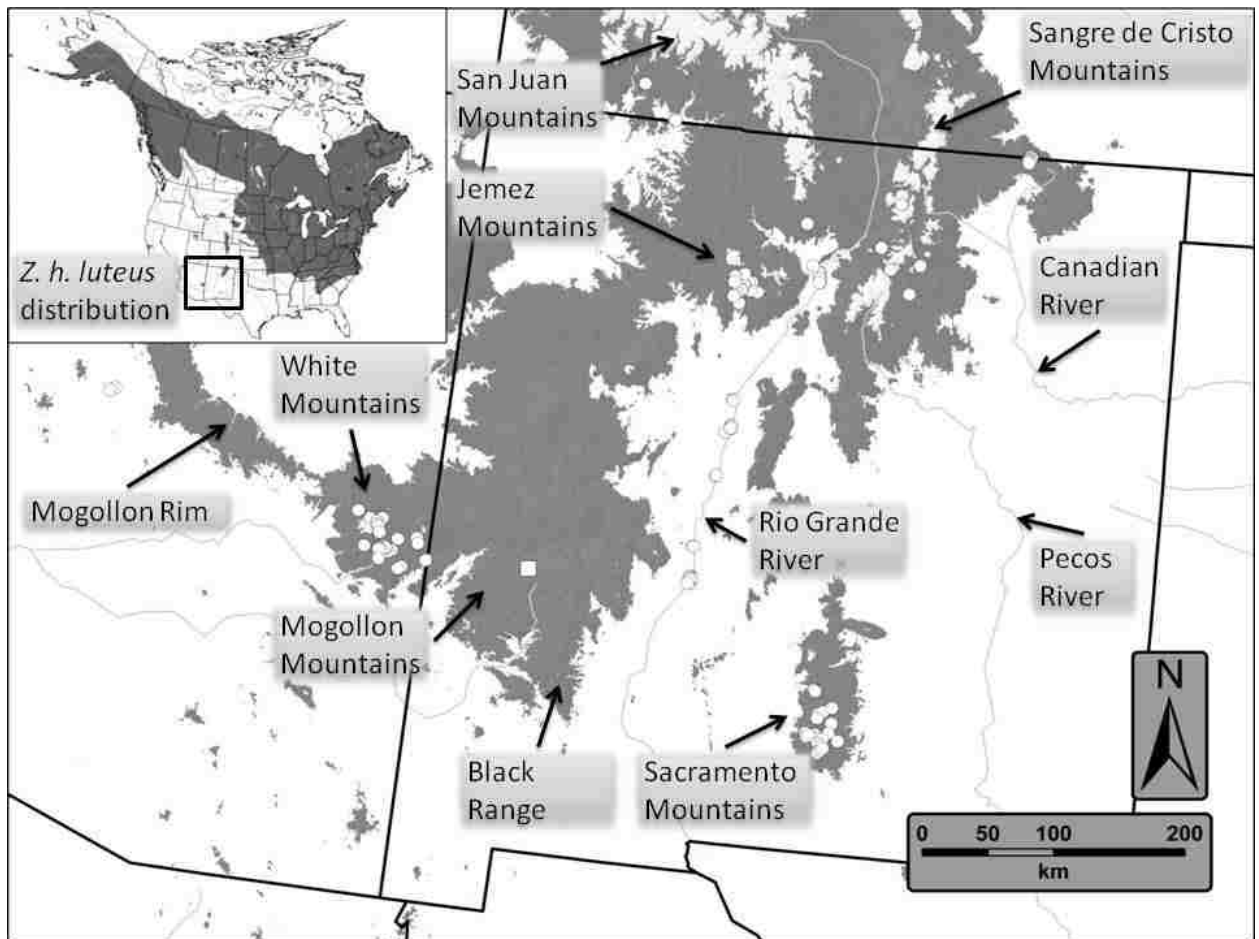 San Juan
Mountains
Sangre de Cristo
Mountains
Jemez
Mountains
Z. h. luteus
distribution
Canadian
River
White
Mountains
Mogollon Rim
Rio Grande
River
Pecos
River
Mogollon
Mountains
Black
Range
Sacramento
Mountains
N
0 50 100 200
km